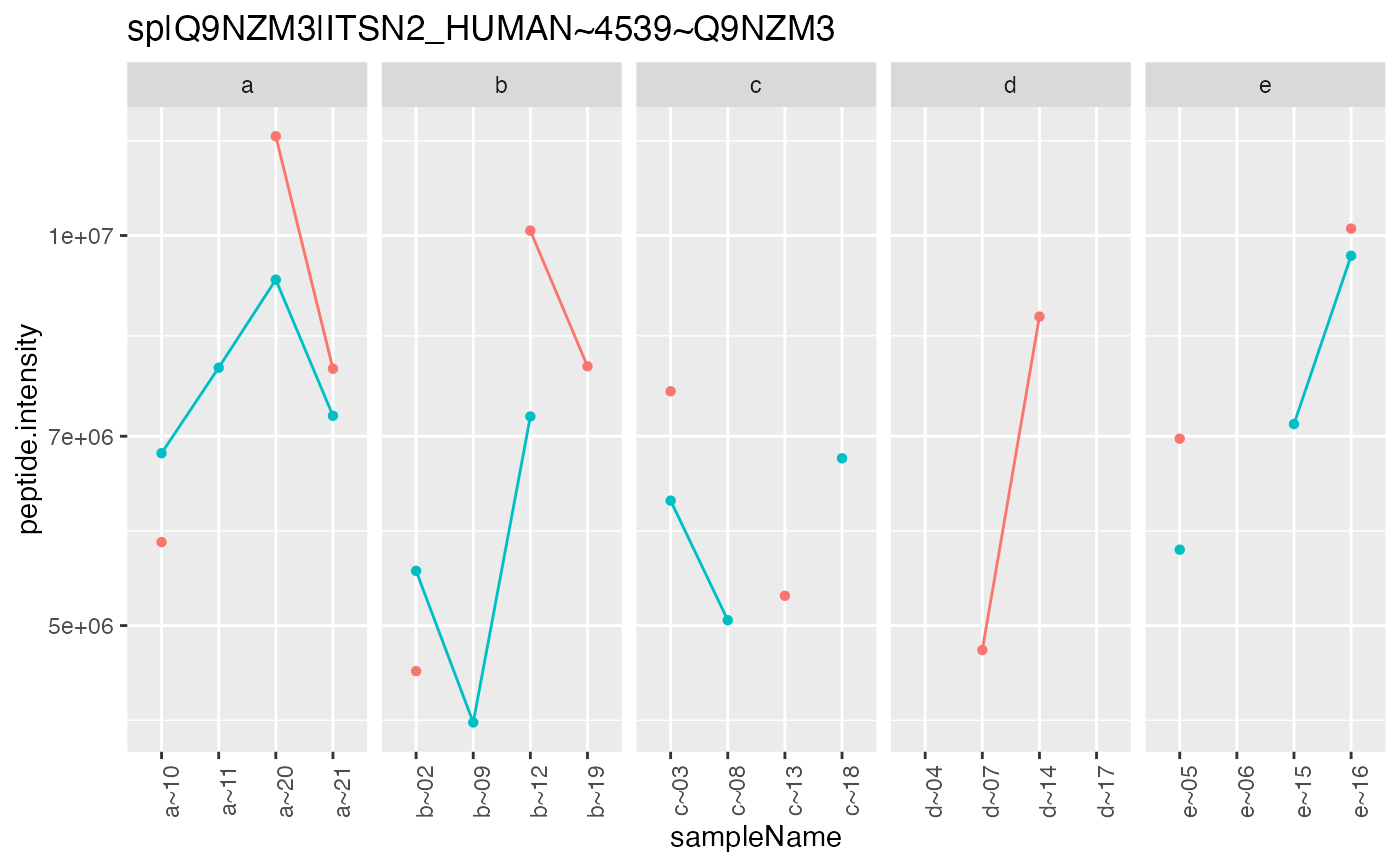 sp|Q9NZM3|ITSN2_HUMAN~4539~Q9NZM3
a b c d e
peptide.intensity
1e+07
7e+06
5e+06
a~10 a~11 a~20 a~21 b~02 b~09 b~12 b~19 c~03 c~08 c~13 c~18 d~04 d~07 d~14 d~17 e~05 e~06 e~15 e~16
sampleName